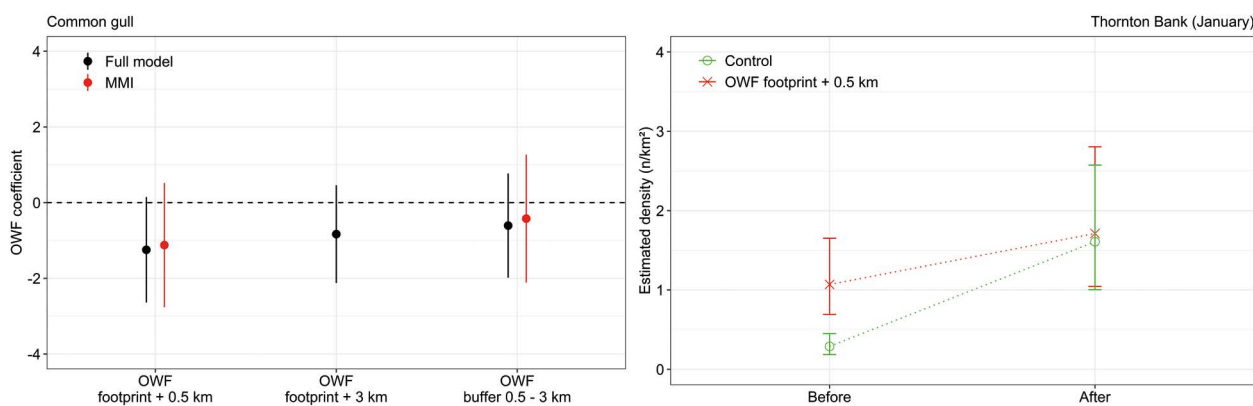 Common gull
OWF coefficient
4
2
0
-2
-4
Full model
MMI
OWF
footprint + 0.5 km
OWF
footprint + 3 km
OWF
buffer 0.5 - 3 km
Thornton Bank (January)
Estimated density (n/km²)
4
3
2
1
0
Control
OWF footprint + 0.5 km
Before
After